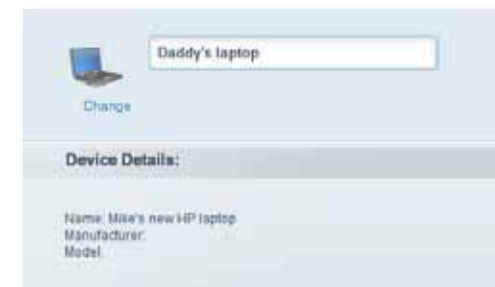 Daddy's laptop
Change
Device Details:
Name: Mike's new HP laptop
Manufacturer:
Model: